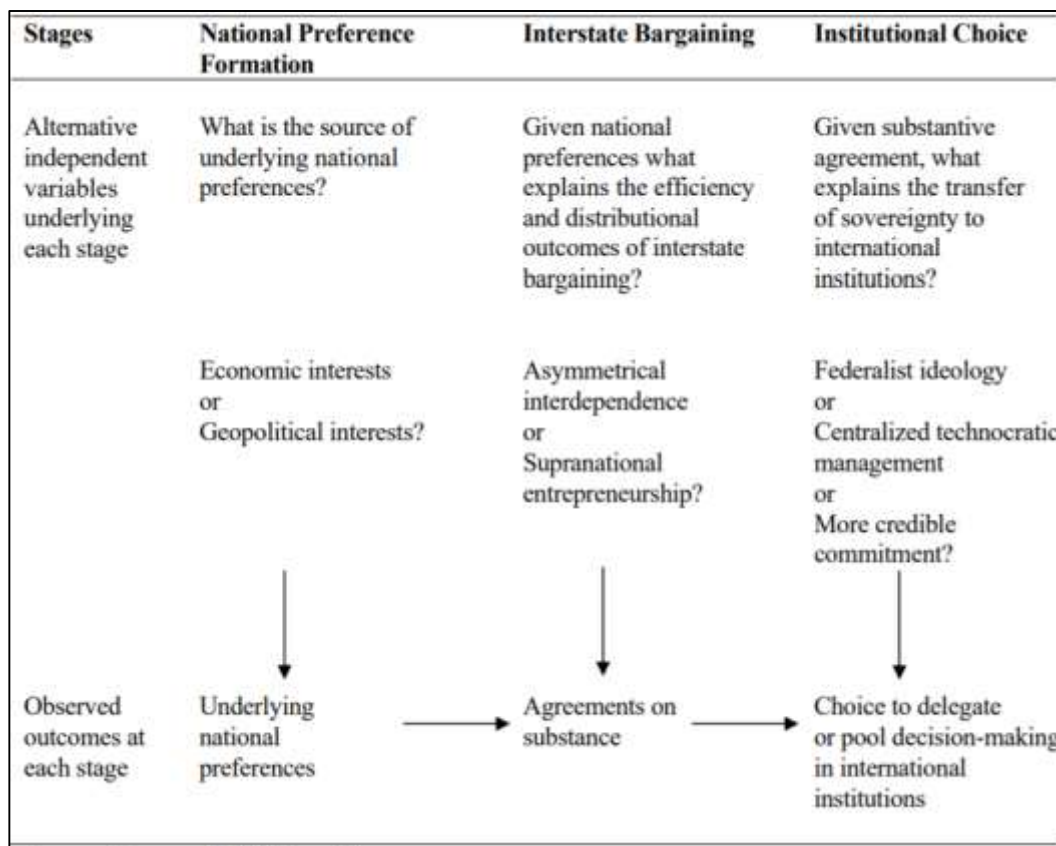 Stages
National Preference
Formation
Interstate Bargaining
Institutional Choice
Alternative
independent
variables
underlying
each stage
What is the source of
underlying national
preferences?
Given national
preferences what
explains the efficiency
and distributional
outcomes of interstate
bargaining?
Given substantive
agreement, what
explains the transfer
of sovereignty to
international
institutions?
Economic interests
or
Geopolitical interests?
Asymmetrical
interdependence
or
Supranational
entrepreneurship?
Federalist ideology
or
Centralized technocratic
management
or
More credible
commitment?
Observed
outcomes at
each stage
Underlying
national
preferences
Agreements on
substance
Choice to delegate
or pool decision-making
in international
institutions